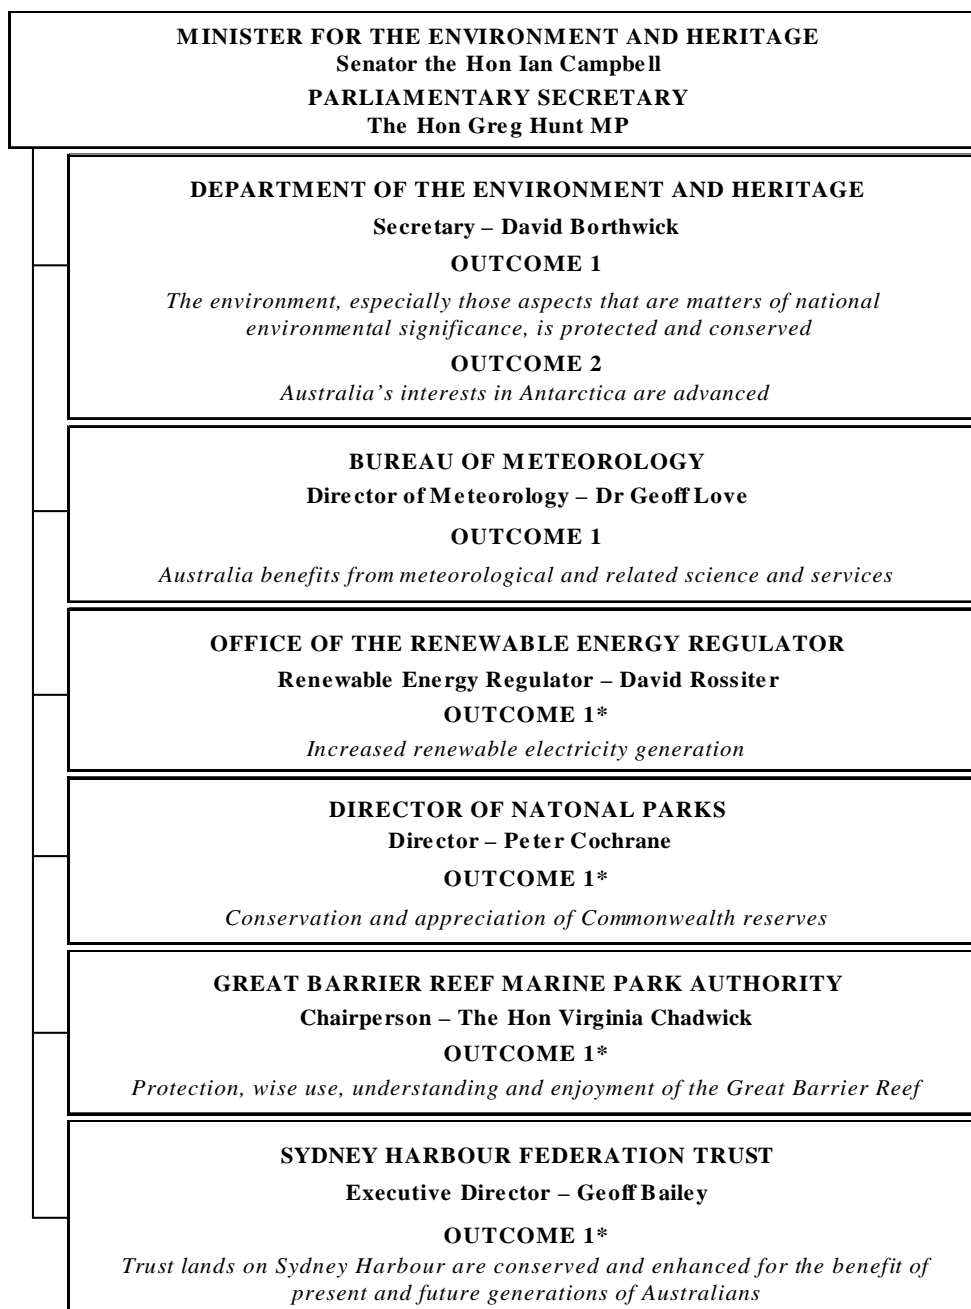 MINISTER FOR THE ENVIRONMENT AND HERITAGE
Senator the Hon Ian Campbell
PARLIAMENTARY SECRETARY
The Hon Greg Hunt MP
DEPARTMENT OF THE ENVIRONMENT AND HERITAGE
Secretary – David Borthwick
OUTCOME 1
The environment, especially those aspects that are matters of national
environmental significance, is protected and conserved
OUTCOME 2
Australia's interests in Antarctica are advanced
BUREAU OF METEOROLOGY
Director of Meteorology – Dr Geoff Love
OUTCOME 1
Australia benefits from meteorological and related science and services
OFFICE OF THE RENEWABLE ENERGY REGULATOR
Renewable Energy Regulator – David Rossiter
OUTCOME 1*
Increased renewable electricity generation
DIRECTOR OF NATONAL PARKS
Director – Peter Cochrane
OUTCOME 1*
Conservation and appreciation of Commonwealth reserves
GREAT BARRIER REEF MARINE PARK AUTHORITY
Chairperson – The Hon Virginia Chadwick
OUTCOME 1*
Protection, wise use, understanding and enjoyment of the Great Barrier Reef
SYDNEY HARBOUR FEDERATION TRUST
Executive Director – Geoff Bailey
OUTCOME 1*
Trust lands on Sydney Harbour are conserved and enhanced for the benefit of
present and future generations of Australians